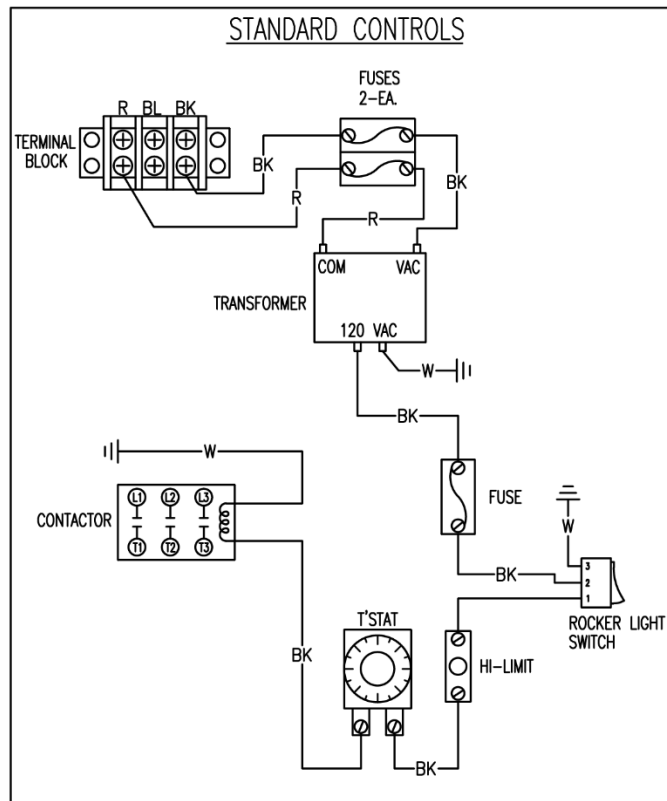 STANDARD CONTROLS
FUSES
2-EA.
R BL BK
TERMINAL
BLOCK
BK
R
BK
R
COM VAC
TRANSFORMER
120 VAC
W
BK
W
L1 L2 L3
CONTACTOR
T1 T2 T3
FUSE
W
BK
3
2
1
ROCKER LIGHT
SWITCH
T'STAT
BK
HI-LIMIT
BK